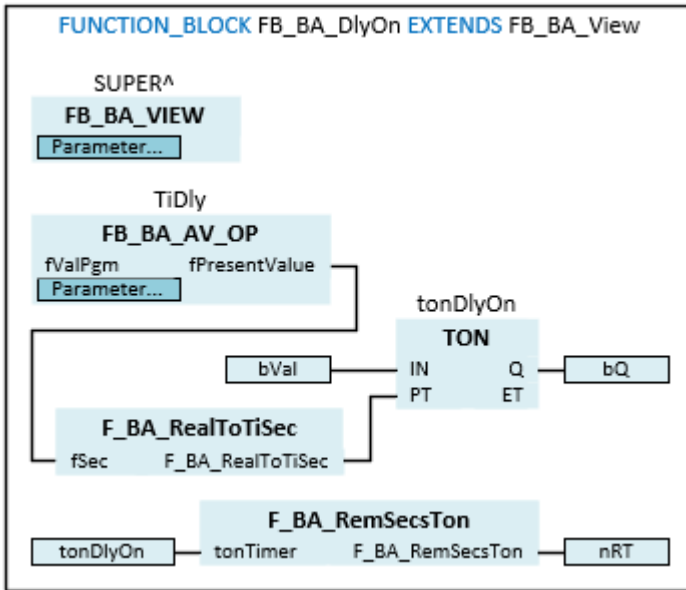 FUNCTION_BLOCK FB_BA_DlyOn EXTENDS FB_BA_View
SUPER^
FB_BA_VIEW
Parameter...
TiDly
FB_BA_AV_OP
fValPgm fPresentValue
Parameter...
tonDlyOn
TON
bVal IN Q bQ
PT ET
F_BA_RealToTiSec
fSec F_BA_RealToTiSec
F_BA_RemSecsTon
tonDlyOn tonTimer F_BA_RemSecsTon nRT